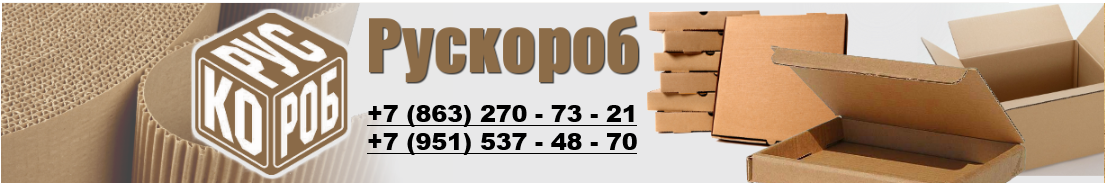 РУС
КО РОБ
Рускороб
+7 (863) 270 - 73 - 21
+7 (951) 537 - 48 - 70